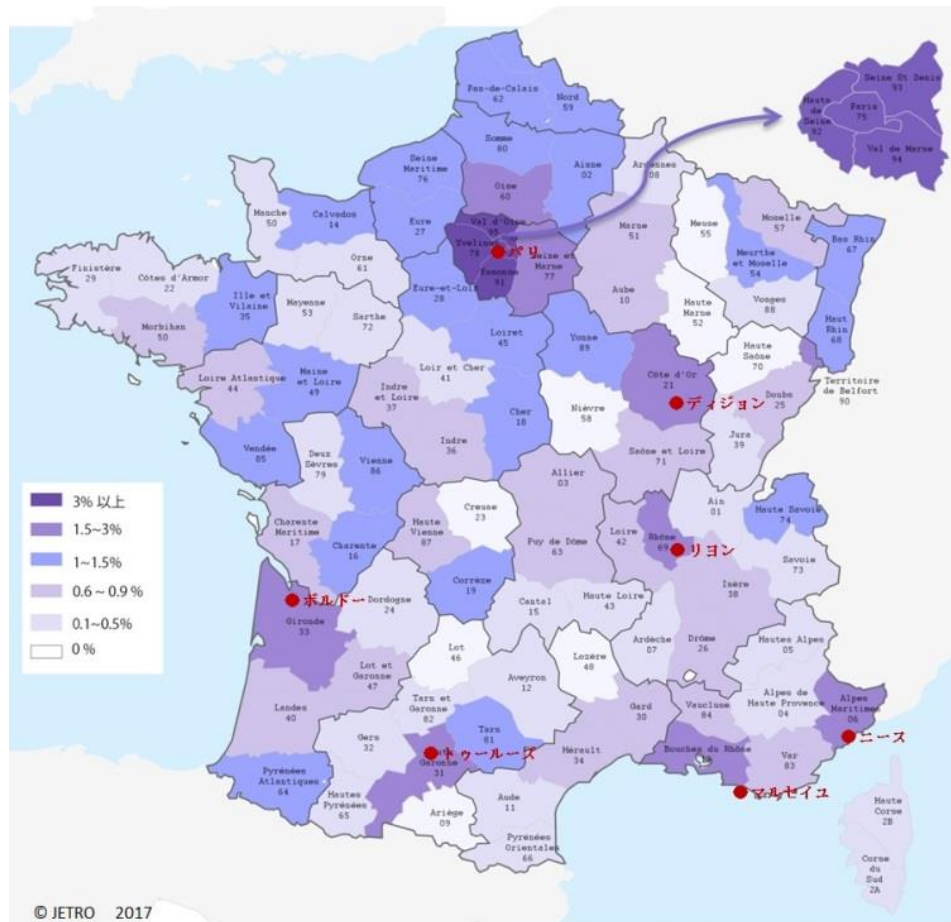 Pas-de-Calais
62
Nord
59
Seine St Denis
93
Hauts
de
Seine
92
Paris
75
Val de Marne
94
Somme
80
Aisne
02
Ardennes
08
Seine
Maritime
76
Oise
60
Manche
50
Calvados
14
Eure
27
Val d'Oise
95
Yvelines
78
パリ
Essonne
91
Seine et
Marne
77
Marne
51
Meuse
55
Moselle
57
Meurthe
et Moselle
54
Bas Rhin
67
Orne
61
Finistère
29
Côtes d'Armor
22
Ille et
Vilaine
35
Mayenne
53
Sarthe
72
Eure-et-Loir
28
Aube
10
Haute
Marne
52
Vosges
88
Haut
Rhin
68
Morbihan
50
Loiret
45
Yonne
89
Haute
Saône
70
Loir et Cher
41
Côte d'Or
21
ディジョン
Territoire
de Belfort
90
Loire Atlantique
44
Maine
et Loire
49
Indre
et Loire
37
Cher
18
Nièvre
58
Doubs
25
Jura
39
Vendée
85
Deux
Sèvres
79
Vienne
86
Indre
36
Saône et Loire
71
Allier
03
3% 以上
1.5~3%
1~1.5%
0.6 ~ 0.9 %
0.1~0.5%
0 %
Charente
Maritime
17
Charente
16
Haute
Vienne
87
Creuse
23
Puy de Dôme
63
Loire
42
Rhône
69
リヨン
Ain
01
Haute Savoie
74
Savoie
73
Corrèze
19
Isère
38
ボルドー
Gironde
33
Dordogne
24
Cantal
15
Haute Loire
43
Ardèche
07
Drôme
26
Hautes Alpes
05
Lot
46
Lozère
48
Lot et
Garonne
47
Aveyron
12
Landes
40
Tarn et
Garonne
82
Tarn
81
Gard
30
Vaucluse
84
Alpes de
Haute Provence
04
Alpes
Maritimes
06
ニース
Gers
32
トゥールーズ
Garonne
31
Hérault
34
Bouches du Rhône
Var
83
マルセイユ
Pyrénées
Atlantiques
64
Hautes
Pyrénées
65
Ariège
09
Aude
11
Pyrénées
Orientales
66
Haute
Corse
2B
Corse
du Sud
2A
© JETRO 2017